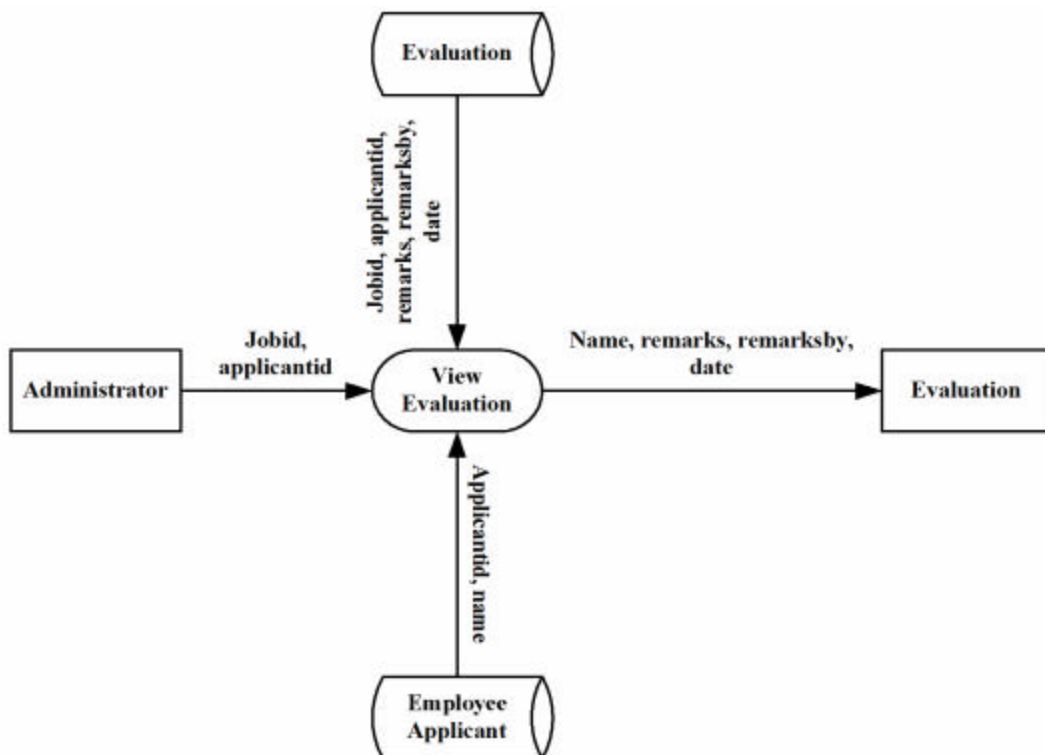 Evaluation
Jobid, applicantid,
remarks, remarksby,
date
Jobid,
applicantid
Name, remarks, remarksby,
date
Administrator
View
Evaluation
Evaluation
Applicantid, name
Employee
Applicant